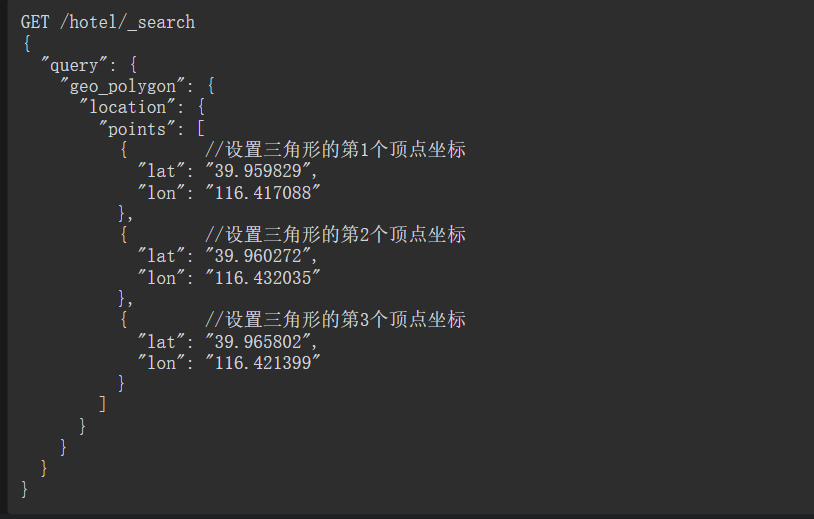 GET /hotel/_search
{
  "query": {
    "geo_polygon": {
      "location": {
        "points": [
          {        //设置三角形的第1个顶点坐标
            "lat": "39.959829",
            "lon": "116.417088"
          },
          {        //设置三角形的第2个顶点坐标
            "lat": "39.960272",
            "lon": "116.432035"
          },
          {        //设置三角形的第3个顶点坐标
            "lat": "39.965802",
            "lon": "116.421399"
          }
        ]
      }
    }
  }
}